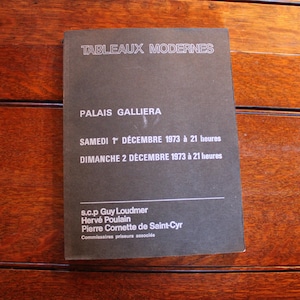 TABLEAUX MODERNES
PALAIS GALLIERA
SAMEDI 1er DÉCEMBRE 1973 à 21 heures
DIMANCHE 2 DÉCEMBRE 1973 à 21 heures
s.c.p Guy Loudmer
Hervé Poulain
Pierre Cornette de Saint-Cyr
Commissaires priseurs associés